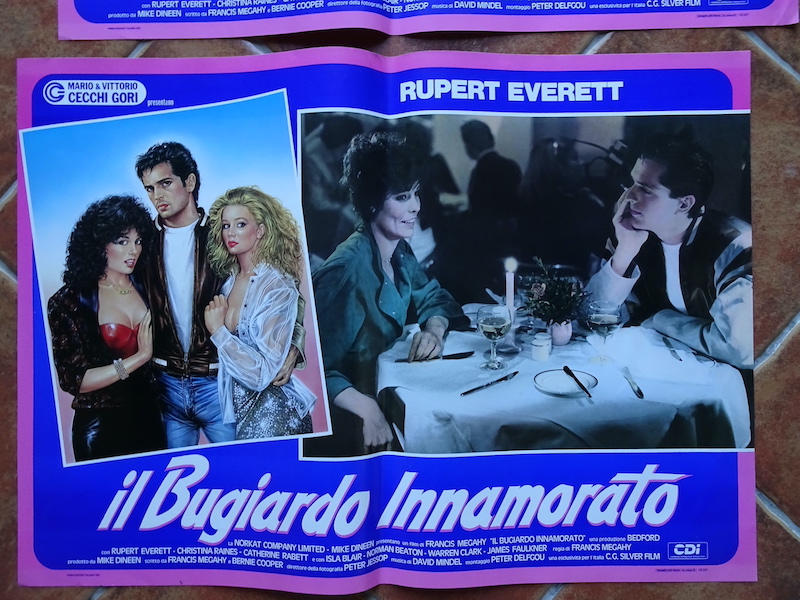 con RUPERT EVERETT - CHRISTINA RAINES -
prodotto da MIKE DINEEN scritto da FRANCIS MEGAHY e BERNIE COOPER direttore della fotografia PETER JESSOP musica di DAVID MINDEL montaggio PETER DELFGOU una esclusività per l'Italia C.G. SILVER FILM
MARIO & VITTORIO
CECCHI GORI
presentano
RUPERT EVERETT
il Bugiardo Innamorato
La NORKAT COMPANY LIMITED - MIKE DINEEN presentano un film di FRANCIS MEGAHY "IL BUGIARDO INNAMORATO" una produzione BEDFORD
con RUPERT EVERETT - CHRISTINA RAINES - CATHERINE RABETT e con ISLA BLAIR - NORMAN BEATON - WARREN CLARK - JAMES FAULKNER regia di FRANCIS MEGAHY
prodotto da MIKE DINEEN scritto da FRANCIS MEGAHY e BERNIE COOPER direttore della fotografia PETER JESSOP musica di DAVID MINDEL montaggio PETER DELFGOU una esclusività per l'Italia C.G. SILVER FILM
CDI